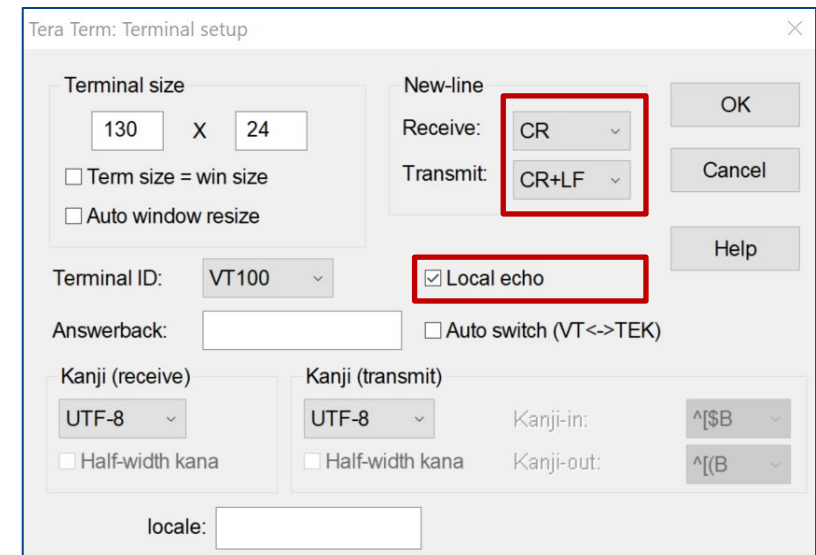 Tera Term: Terminal setup
Terminal size
130 X 24
Term size = win size
Auto window resize
New-line
Receive: CR
Transmit: CR+LF
OK
Cancel
Help
Terminal ID: VT100
Local echo
Answerback:
Auto switch (VT<->TEK)
Kanji (receive)
UTF-8
Half-width kana
Kanji (transmit)
UTF-8
Half-width kana
Kanji-in: ^[$B
Kanji-out: ^[(B
locale: